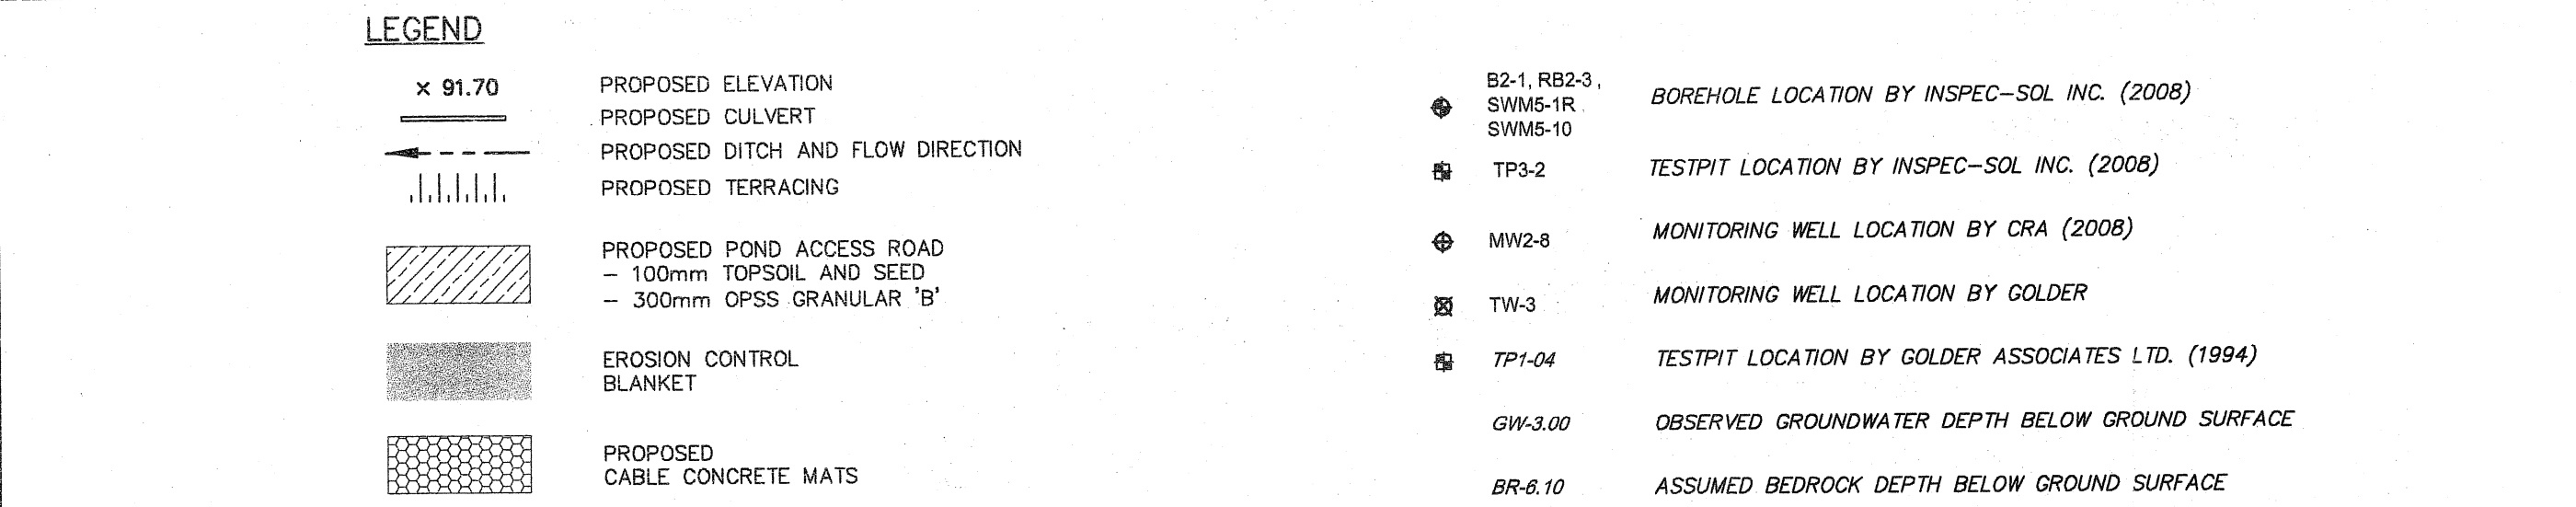 LEGEND
× 91.70 PROPOSED ELEVATION
PROPOSED CULVERT
PROPOSED DITCH AND FLOW DIRECTION
PROPOSED TERRACING
PROPOSED POND ACCESS ROAD
– 100mm TOPSOIL AND SEED
– 300mm OPSS GRANULAR 'B'
EROSION CONTROL
BLANKET
PROPOSED
CABLE CONCRETE MATS
B2-1, RB2-3,
SWM5-1R
SWM5-10
BOREHOLE LOCATION BY INSPEC–SOL INC. (2008)
TP3-2 TESTPIT LOCATION BY INSPEC–SOL INC. (2008)
MW2-8 MONITORING WELL LOCATION BY CRA (2008)
TW-3 MONITORING WELL LOCATION BY GOLDER
TP1-04 TESTPIT LOCATION BY GOLDER ASSOCIATES LTD. (1994)
GW-3.00 OBSERVED GROUNDWATER DEPTH BELOW GROUND SURFACE
BR-6.10 ASSUMED BEDROCK DEPTH BELOW GROUND SURFACE